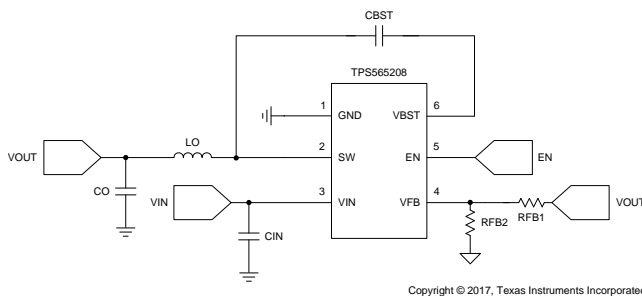 CBST
TPS565208
1 GND VBST 6
LO
VOUT 2 SW EN 5 EN
CO
VIN 3 VIN VFB 4 VOUT
RFB1
RFB2
CIN
Copyright © 2017, Texas Instruments Incorporated